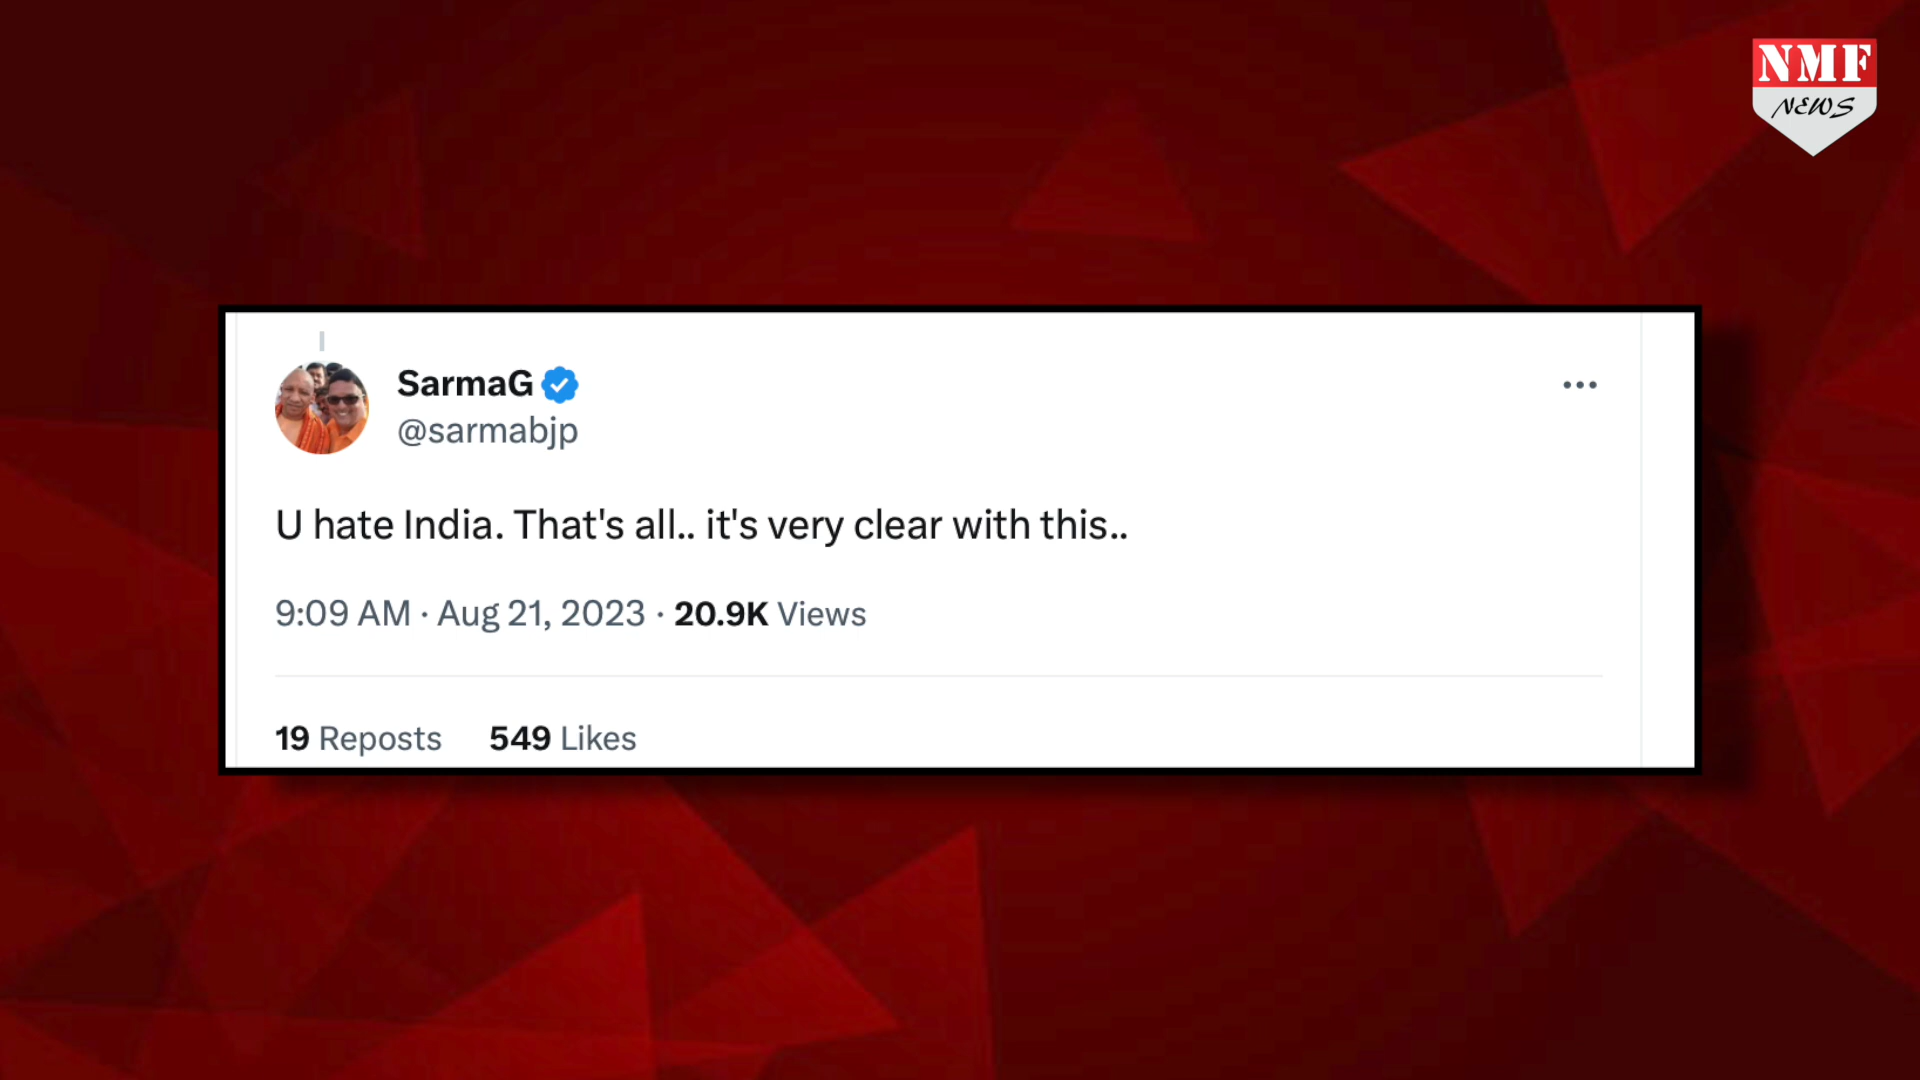 NMF
NEWS
SarmaG
@sarmabjp
U hate India. That's all.. it's very clear with this..
9:09 AM · Aug 21, 2023 · 20.9K Views
19 Reposts 549 Likes